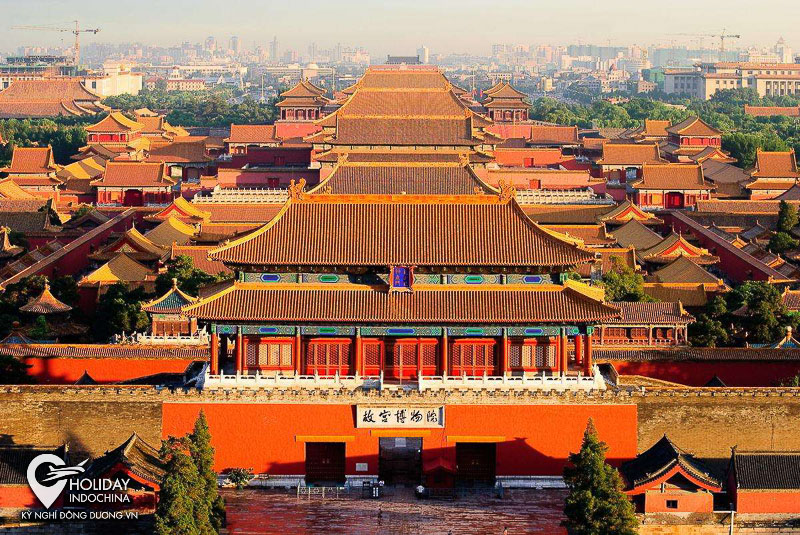 故宫博物院
HOLIDAY
INDOCHINA
KỲ NGHỈ ĐÔNG DƯƠNG.VN